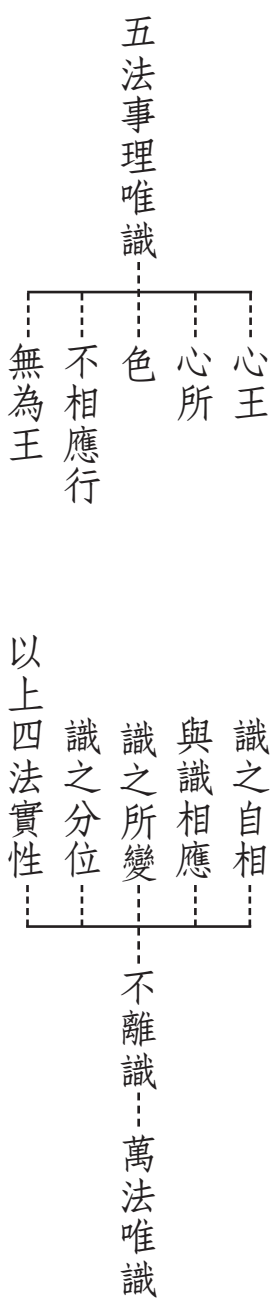 五法事理唯識
心王
心所
色
不相應行
無為王
識之自相
與識相應
識之所變
識之分位
以上四法實性
不離識
萬法唯識